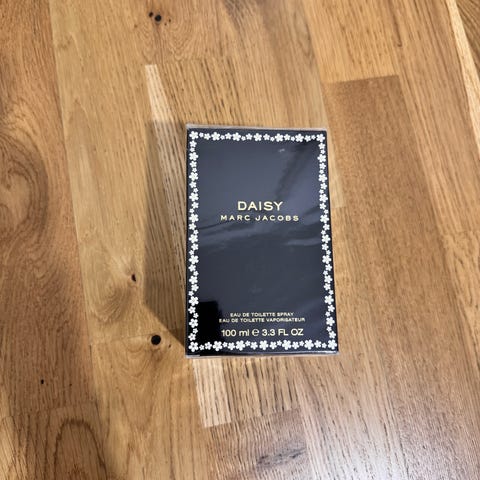 DAISY
MARC JACOBS
EAU DE TOILETTE SPRAY
EAU DE TOILETTE VAPORISATEUR
100 ml ℮ 3.3 FL OZ